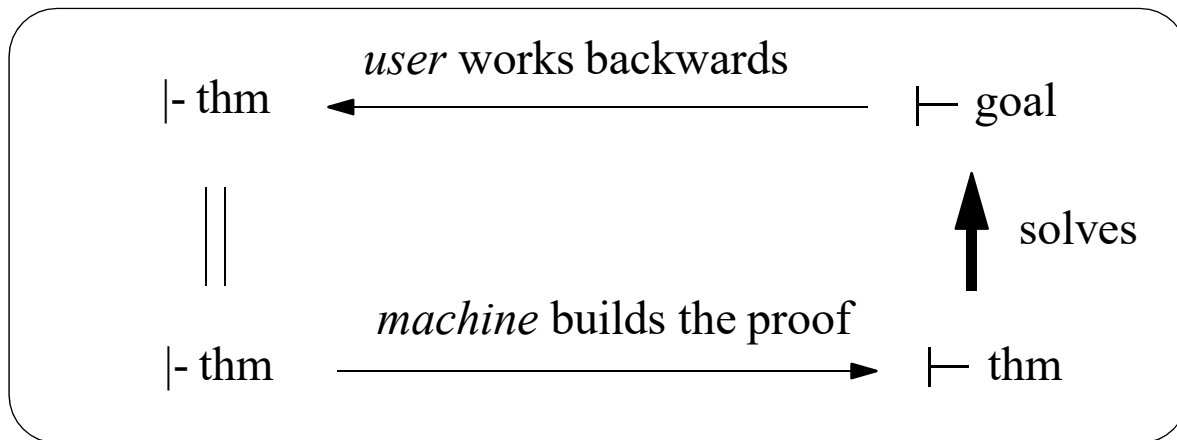 user works backwards
|- thm
⊢ goal
solves
machine builds the proof
|- thm
⊢ thm